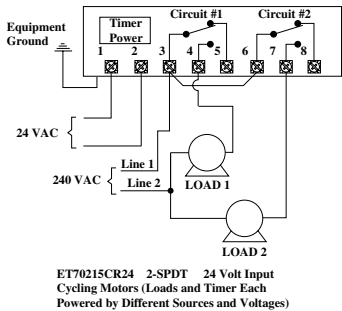 Circuit #1
Circuit #2
Timer
Power
Equipment
Ground
1 2 3 4 5 6 7 8
24 VAC
Line 1
240 VAC
Line 2
LOAD 1
LOAD 2
ET70215CR24 2-SPDT 24 Volt Input
Cycling Motors (Loads and Timer Each
Powered by Different Sources and Voltages)